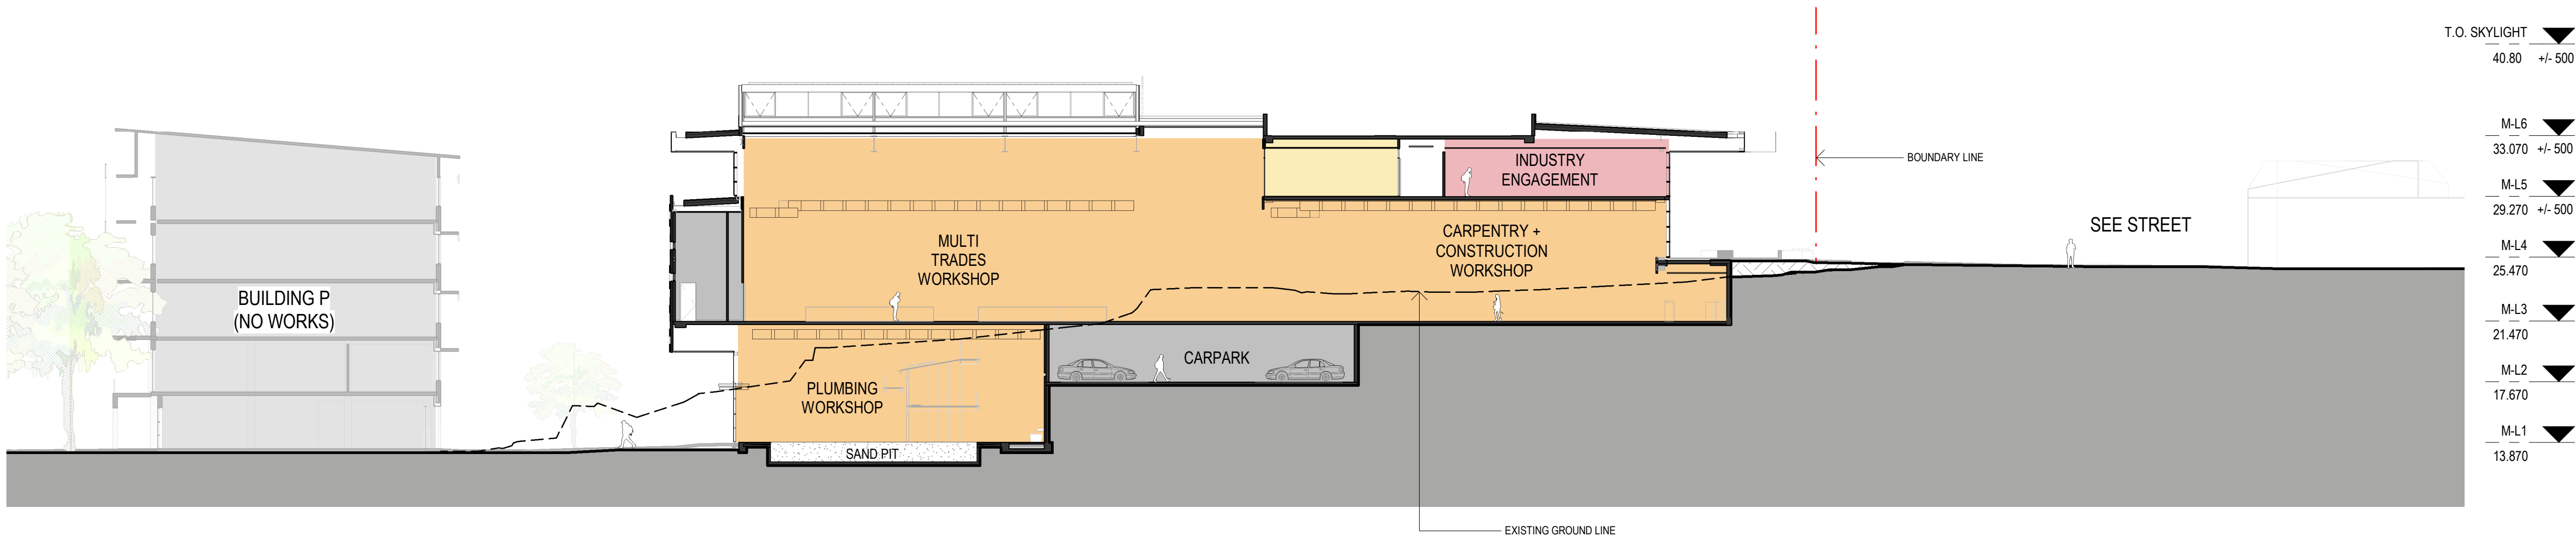 T.O. SKYLIGHT
40.80 +/- 500
M-L6
33.070 +/- 500
BOUNDARY LINE
INDUSTRY
ENGAGEMENT
M-L5
29.270 +/- 500
SEE STREET
MULTI
TRADES
WORKSHOP
CARPENTRY +
CONSTRUCTION
WORKSHOP
M-L4
25.470
BUILDING P
(NO WORKS)
M-L3
21.470
CARPARK
M-L2
17.670
PLUMBING
WORKSHOP
M-L1
13.870
SAND PIT
EXISTING GROUND LINE